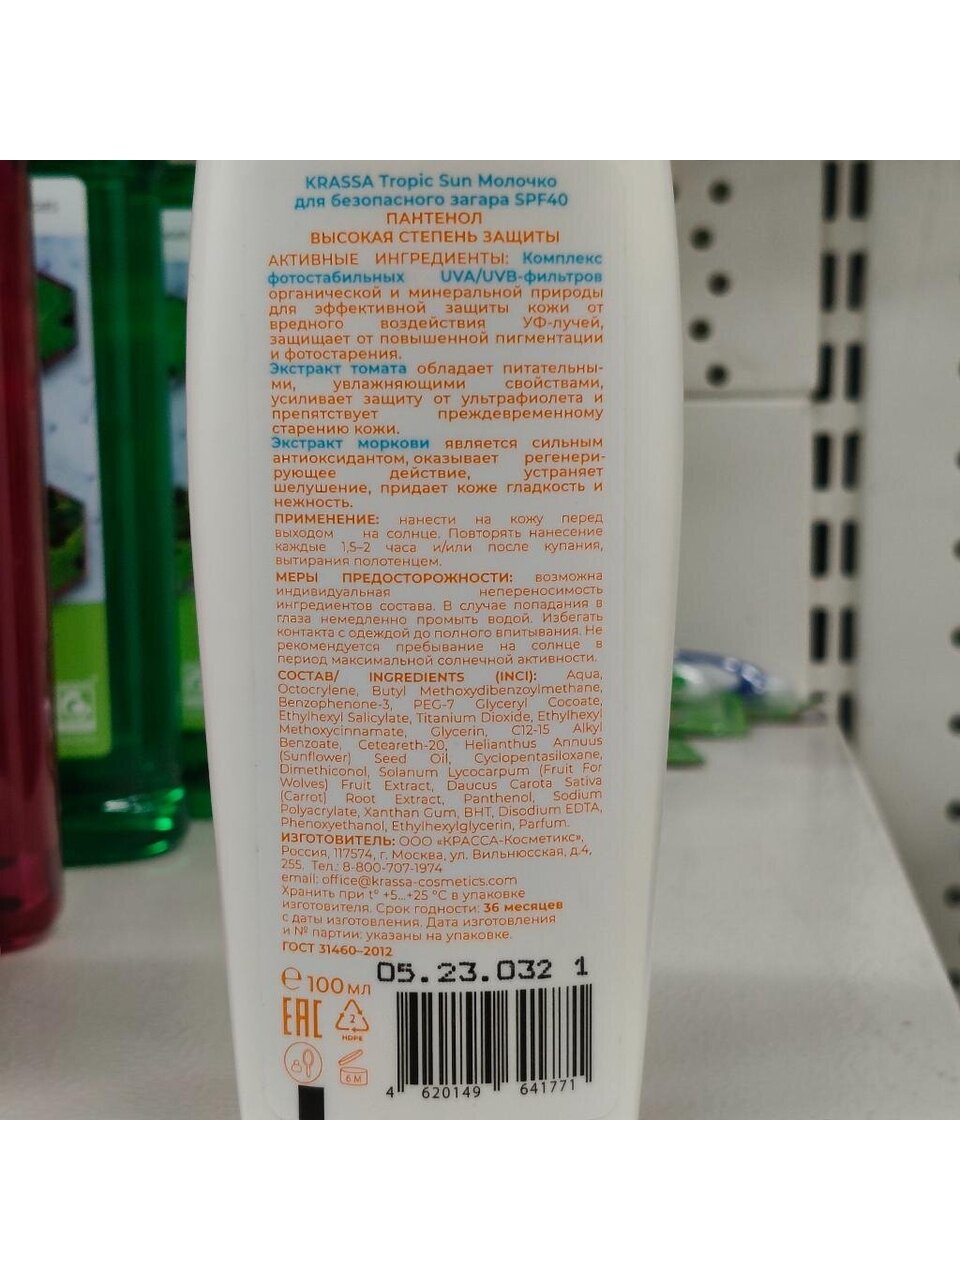 KRASSA Tropic Sun Молочко
для безопасного загара SPF40
ПАНТЕНОЛ
ВЫСОКАЯ СТЕПЕНЬ ЗАЩИТЫ
АКТИВНЫЕ ИНГРЕДИЕНТЫ: Комплекс
фотостабильных UVA/UVB-фильтров
органической и минеральной природы
для эффективной защиты кожи от
вредного воздействия УФ-лучей,
защищает от повышенной пигментации
и фотостарения.
Экстракт томата обладает питательны-
ми, увлажняющими свойствами,
усиливает защиту от ультрафиолета и
препятствует преждевременному
старению кожи.
Экстракт моркови является сильным
антиоксидантом, оказывает регенери-
рующее действие, устраняет
шелушение, придает коже гладкость и
нежность.
ПРИМЕНЕНИЕ: нанести на кожу перед
выходом на солнце. Повторять нанесение
каждые 1,5-2 часа и/или после купания,
вытирания полотенцем.
МЕРЫ ПРЕДОСТОРОЖНОСТИ: возможна
индивидуальная непереносимость
ингредиентов состава. В случае попадания в
глаза немедленно промыть водой. Избегать
контакта с одеждой до полного впитывания. Не
рекомендуется пребывание на солнце в
период максимальной солнечной активности.
СОСТАВ/ INGREDIENTS (INCI): Aqua,
Octocrylene, Butyl Methoxydibenzoylmethane,
Benzophenone-3, PEG-7 Glyceryl Cocoate,
Ethylhexyl Salicylate, Titanium Dioxide, Ethylhexyl
Methoxycinnamate, Glycerin, C12-15 Alkyl
Benzoate, Ceteareth-20, Helianthus Annuus
(Sunflower) Seed Oil, Cyclopentasiloxane,
Dimethiconol, Solanum Lycocarpum (Fruit For
Wolves) Fruit Extract, Daucus Carota Sativa
(Carrot) Root Extract, Panthenol, Sodium
Polyacrylate, Xanthan Gum, BHT, Disodium EDTA,
Phenoxyethanol, Ethylhexylglycerin, Parfum.
ИЗГОТОВИТЕЛЬ: ООО «КРАССА-Косметикс»,
Россия, 117574, г. Москва, ул. Вильнюсская, д.4,
255. Тел.: 8-800-707-1974
email: office@krassa-cosmetics.com
Хранить при t° +5...+25 °C в упаковке
изготовителя. Срок годности: 36 месяцев
с даты изготовления. Дата изготовления
и № партии: указаны на упаковке.
ГОСТ 31460-2012
05.23.032 1
℮ 100 мл
EAC
2
HDPE
6 M
4 620149 641771